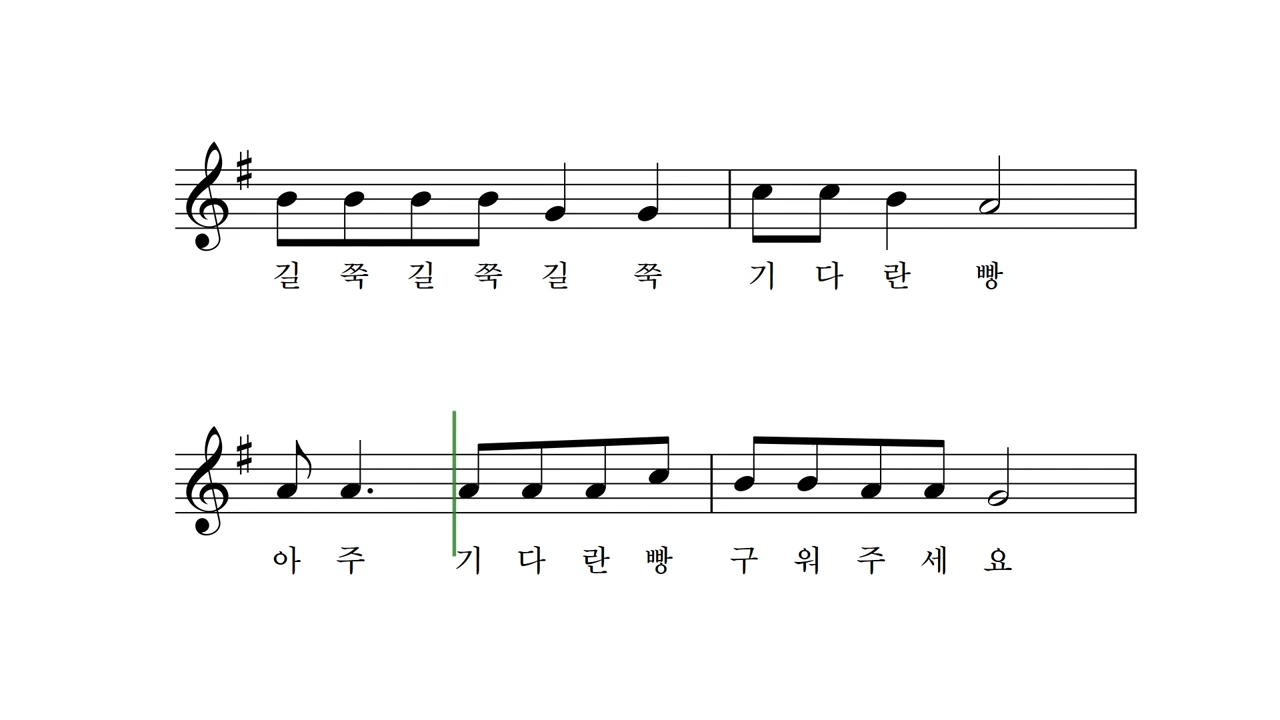 길 쭉 길 쭉 길 쭉 기 다 란 빵
아 주 기 다 란 빵 구 워 주 세 요